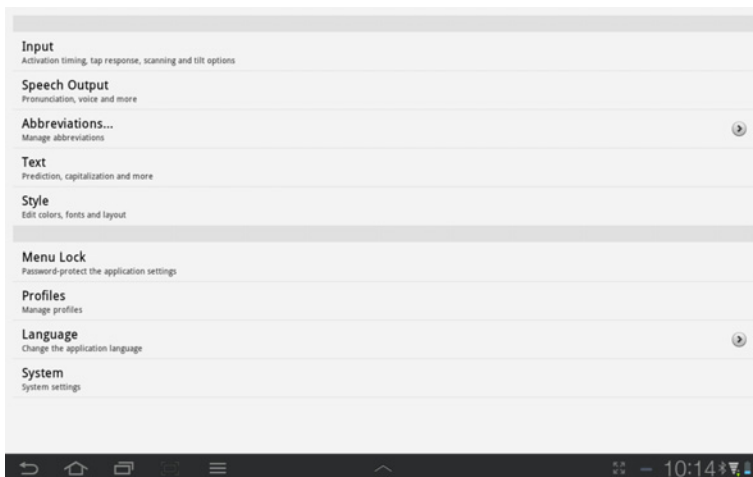 Input
Activation timing, tap response, scanning and tilt options
Speech Output
Pronunciation, voice and more
Abbreviations...
Manage abbreviations
Text
Prediction, capitalization and more
Style
Edit colors, fonts and layout
Menu Lock
Password-protect the application settings
Profiles
Manage profiles
Language
Change the application language
System
System settings
10:14